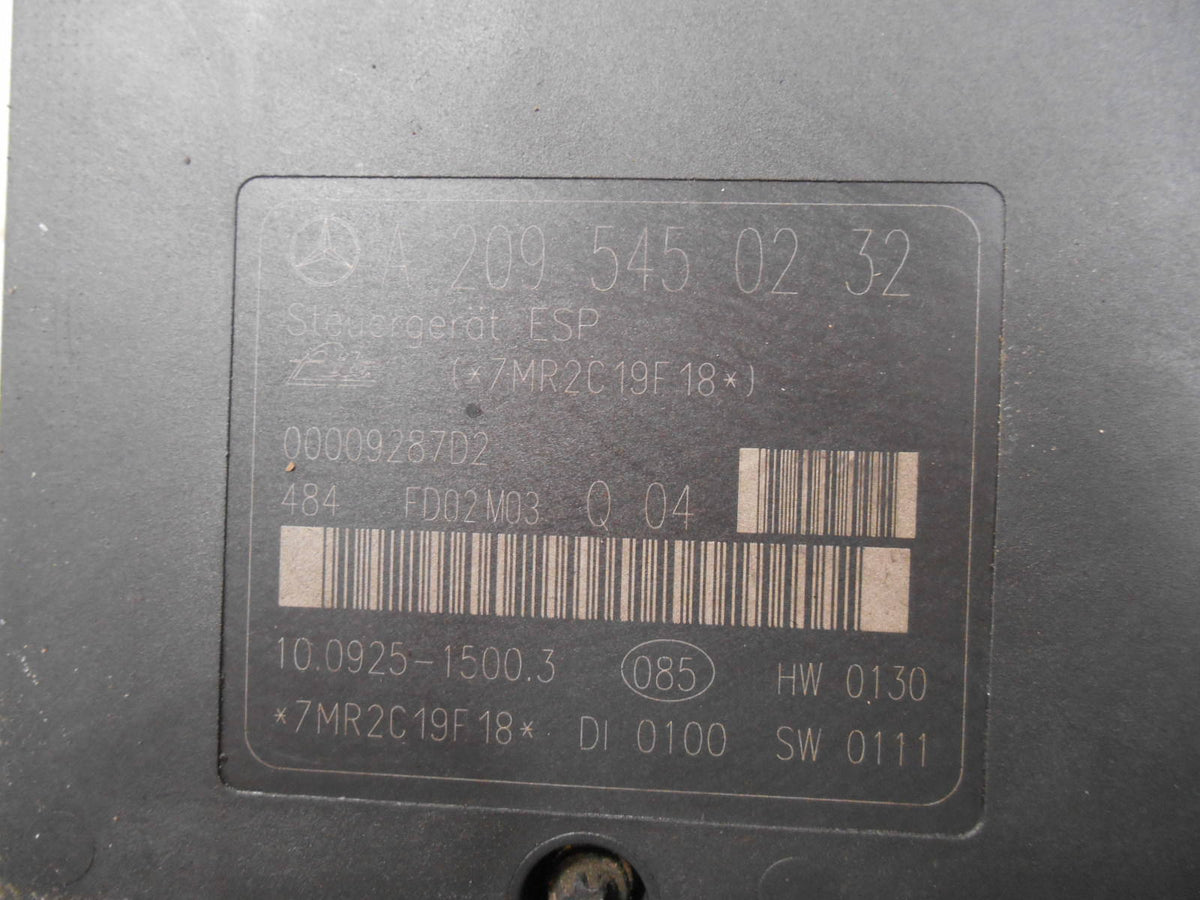 A 209 545 02 32
Steuergerät ESP
(*7MR2C19F18*)
00009287D2
484 FD02M03 Q 04
10.0925-1500.3 085 HW 0130
*7MR2C19F18* DI 0100 SW 0111